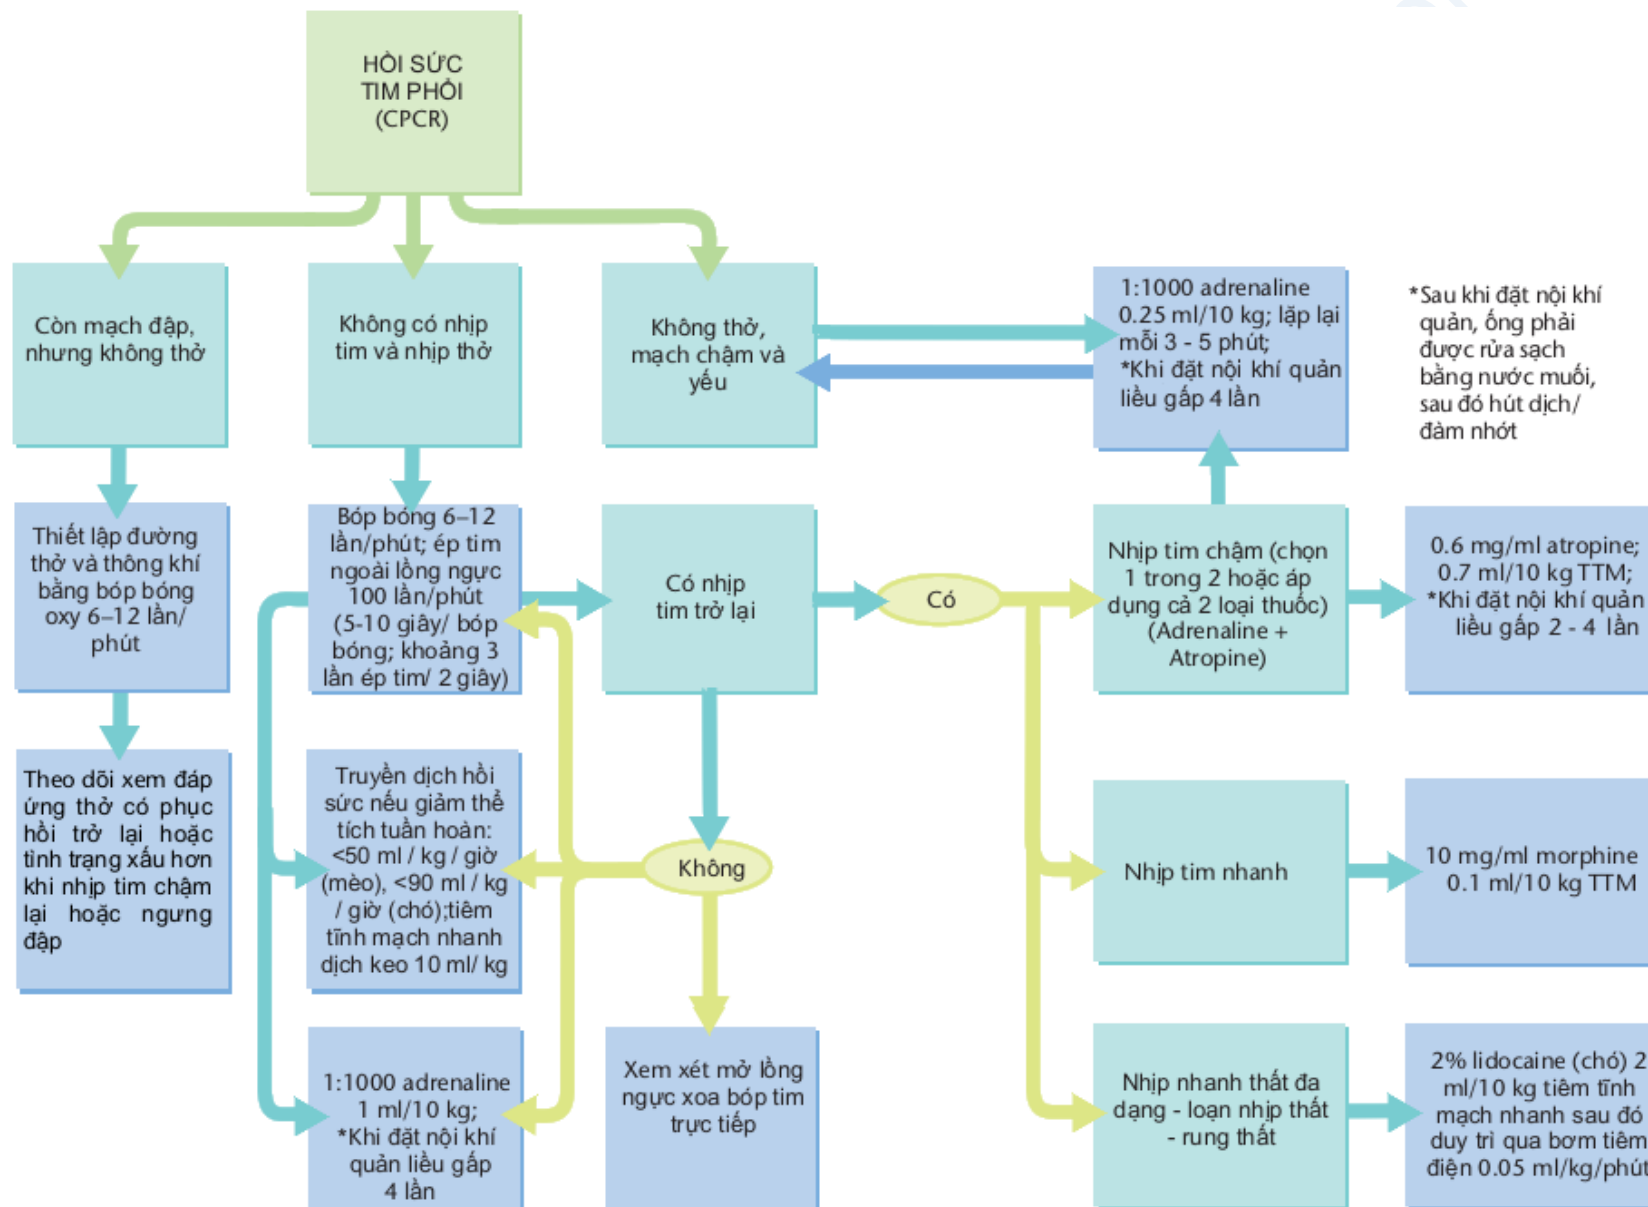 HỒI SỨC
TIM PHỔI
(CPCR)
Còn mạch đập,
nhưng không thở
Không có nhịp
tim và nhịp thở
Không thở,
mạch chậm và
yếu
1:1000 adrenaline
0.25 ml/10 kg; lặp lại
mỗi 3 - 5 phút;
*Khi đặt nội khí quản
liều gấp 4 lần
*Sau khi đặt nội khí
quản, ống phải
được rửa sạch
bằng nước muối,
sau đó hút dịch/
đàm nhớt
Thiết lập đường
thở và thông khí
bằng bóp bóng
oxy 6–12 lần/
phút
Bóp bóng 6–12
lần/phút; ép tim
ngoài lồng ngực
100 lần/phút
(5-10 giây/ bóp
bóng; khoảng 3
lần ép tim/ 2 giây)
Có nhịp
tim trở lại
Có
Nhịp tim chậm (chọn
1 trong 2 hoặc áp
dụng cả 2 loại thuốc)
(Adrenaline +
Atropine)
0.6 mg/ml atropine;
0.7 ml/10 kg TTM;
*Khi đặt nội khí quản
liều gấp 2 - 4 lần
Theo dõi xem đáp
ứng thở có phục
hồi trở lại hoặc
tình trạng xấu hơn
khi nhịp tim chậm
lại hoặc ngưng
đập
Truyền dịch hồi
sức nếu giảm thể
tích tuần hoàn:
<50 ml / kg / giờ
(mèo), <90 ml / kg
/ giờ (chó);tiêm
tĩnh mạch nhanh
dịch keo 10 ml/ kg
Không
Nhịp tim nhanh
10 mg/ml morphine
0.1 ml/10 kg TTM
1:1000 adrenaline
1 ml/10 kg;
*Khi đặt nội khí
quản liều gấp
4 lần
Xem xét mở lồng
ngực xoa bóp tim
trực tiếp
Nhịp nhanh thất đa
dạng - loạn nhịp thất
- rung thất
2% lidocaine (chó) 2
ml/10 kg tiêm tĩnh
mạch nhanh sau đó
duy trì qua bơm tiêm
điện 0.05 ml/kg/phút